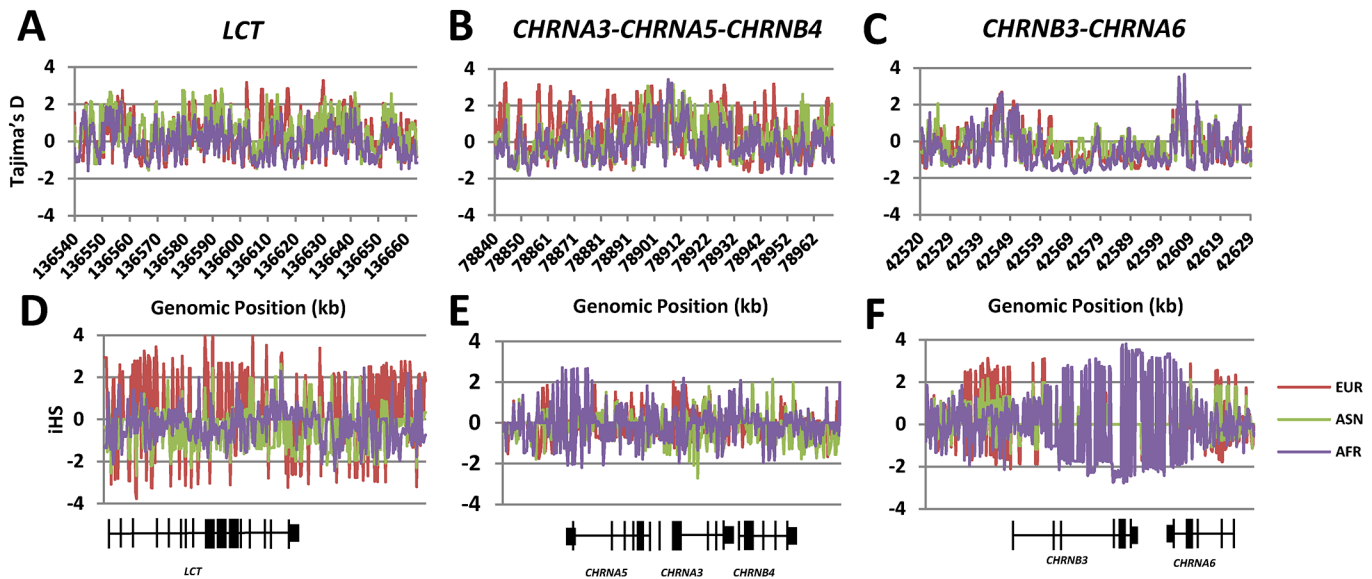 A LCT
B CHRNA3-CHRNA5-CHRNB4
C CHRNB3-CHRNA6
Tajima's D
4
2
0
-2
-4
136540 136550 136560 136570 136580 136590 136600 136610 136620 136630 136640 136650 136660
Genomic Position (kb)
4
2
0
-2
-4
78840 78850 78861 78871 78881 78891 78901 78912 78922 78932 78942 78952 78962
Genomic Position (kb)
4
2
0
-2
-4
42520 42529 42539 42549 42559 42569 42579 42589 42599 42609 42619 42629
Genomic Position (kb)
D
iHS
4
2
0
-2
-4
LCT
E
4
2
0
-2
-4
CHRNA5 CHRNA3 CHRNB4
F
4
2
0
-2
-4
CHRNB3 CHRNA6
EUR
ASN
AFR